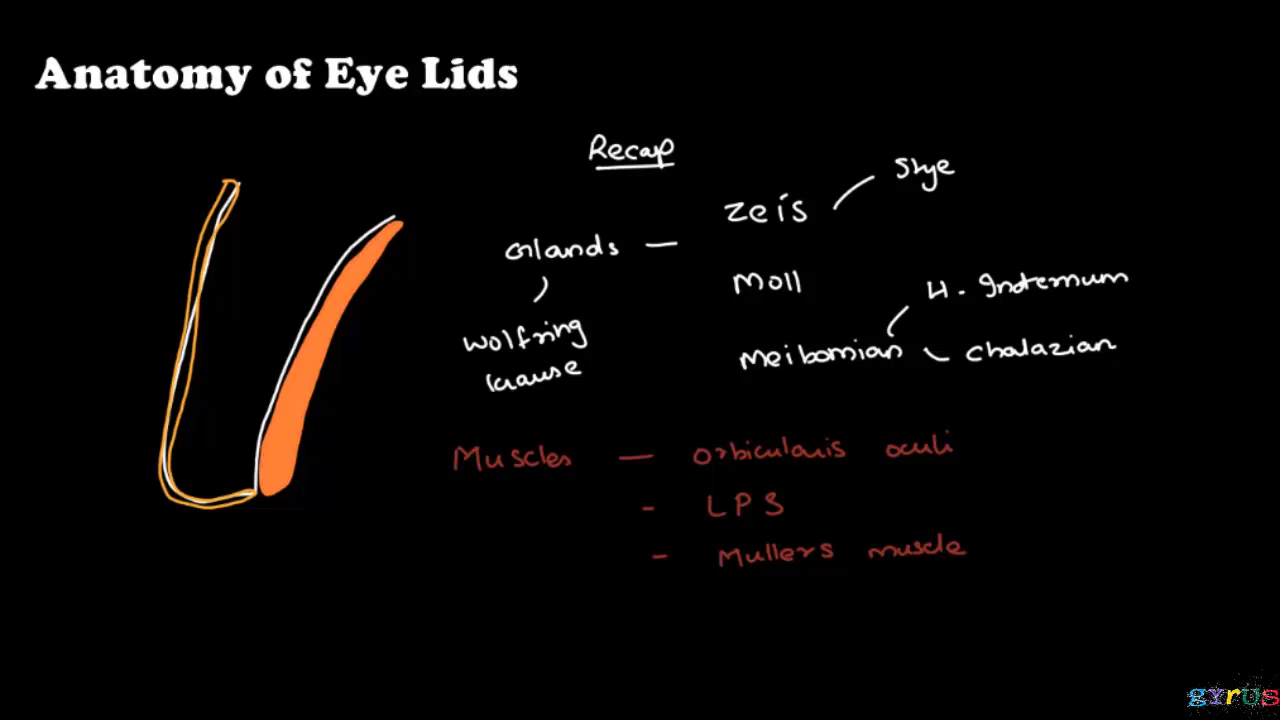 Anatomy of Eye Lids
Recap
Stye
Zeis
Glands —
Moll
H. Internum
Wolfring
krause
Meibomian
Chalazian
Muscles — Orbicularis oculi
- LPS
- Mullers muscle
gyrus